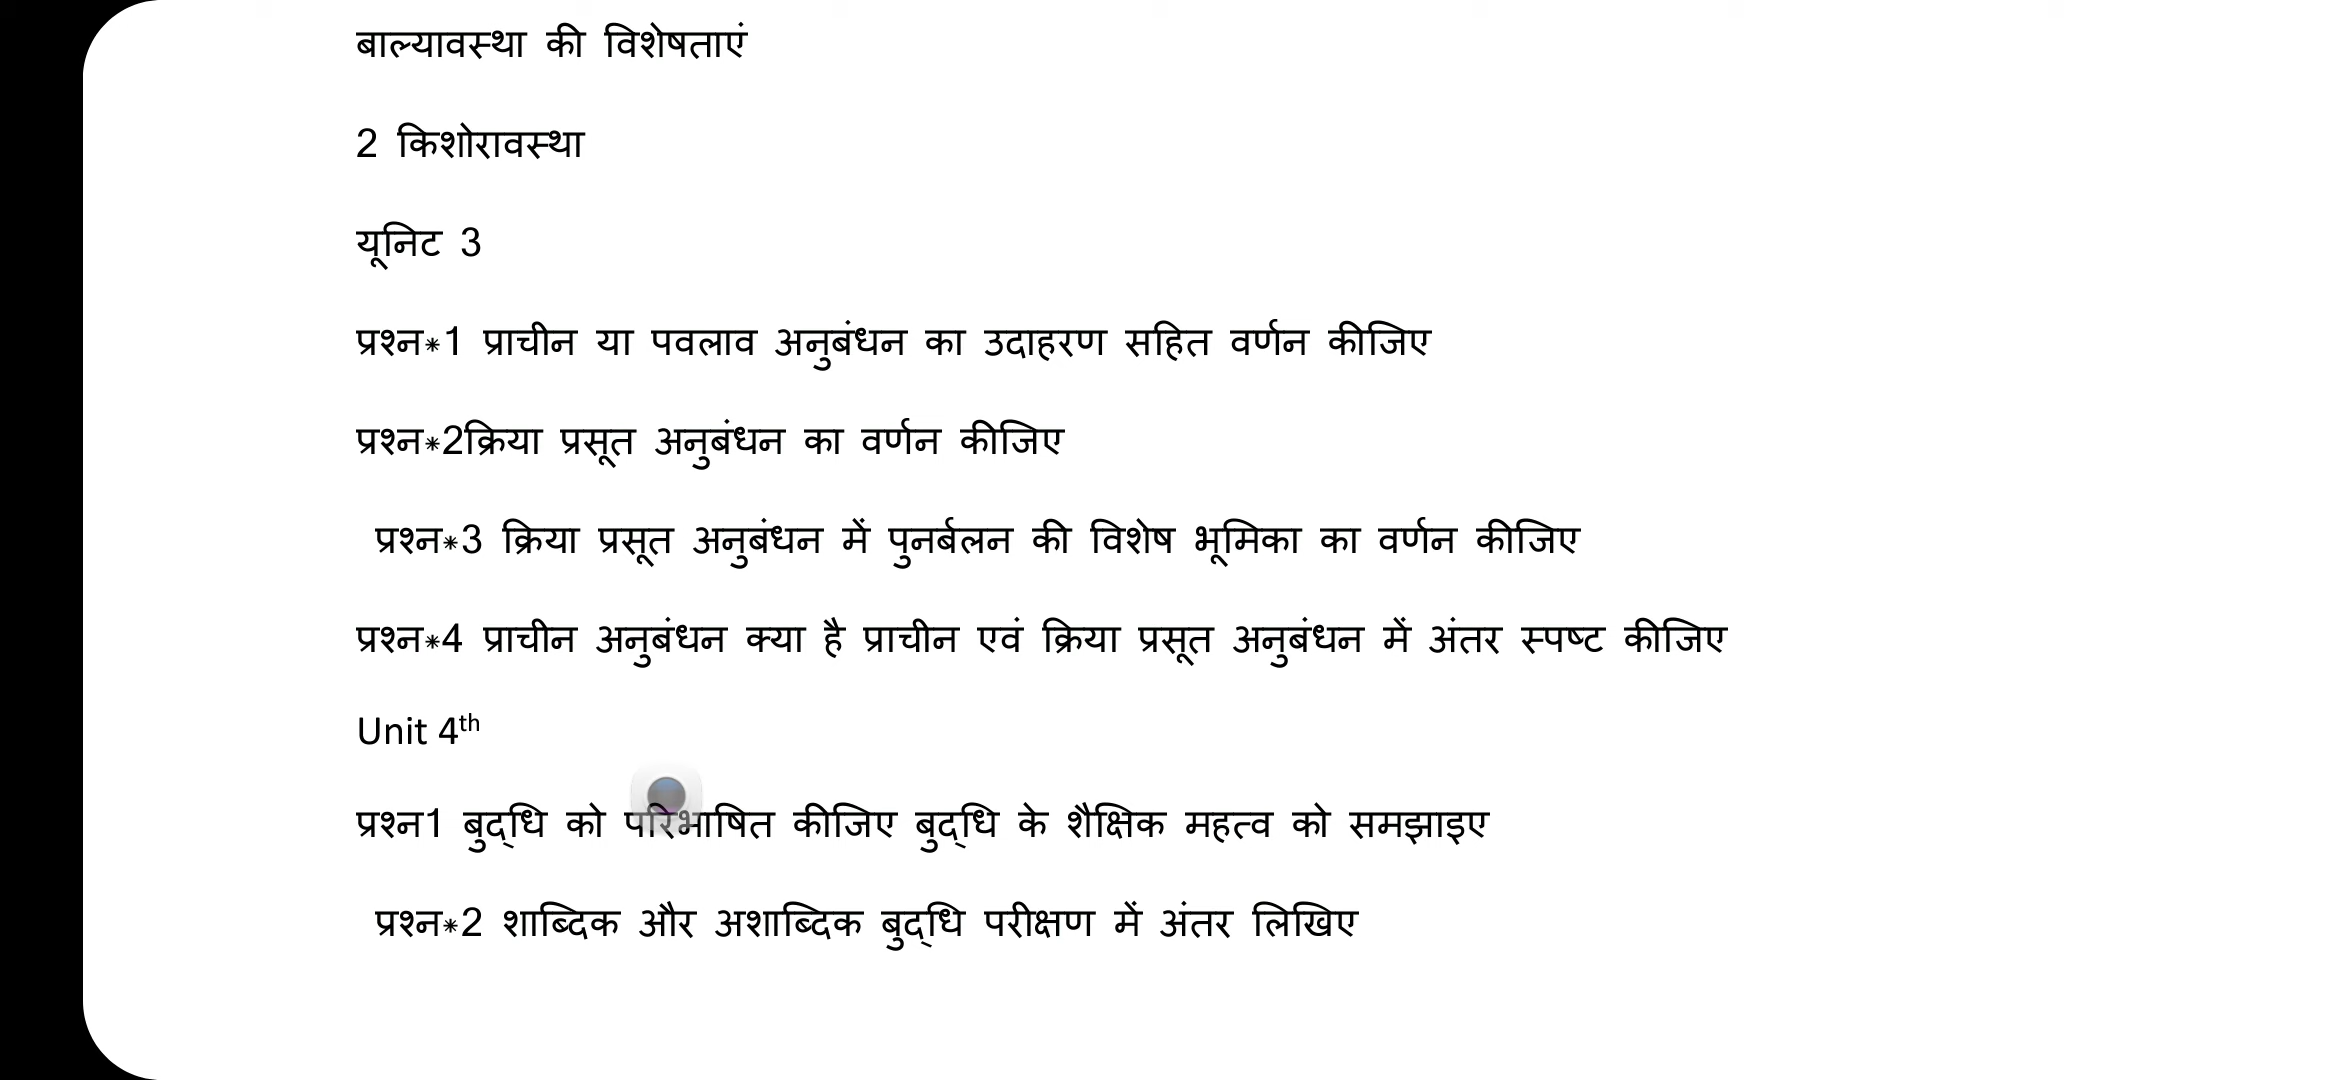 बाल्यावस्था की विशेषताएं
2 किशोरावस्था
यूनिट 3
प्रश्न*1 प्राचीन या पवलाव अनुबंधन का उदाहरण सहित वर्णन कीजिए
प्रश्न*2क्रिया प्रसूत अनुबंधन का वर्णन कीजिए
प्रश्न*3 क्रिया प्रसूत अनुबंधन में पुनर्बलन की विशेष भूमिका का वर्णन कीजिए
प्रश्न*4 प्राचीन अनुबंधन क्या है प्राचीन एवं क्रिया प्रसूत अनुबंधन में अंतर स्पष्ट कीजिए
Unit 4th
प्रश्न1 बुद्धि को परिभाषित कीजिए बुद्धि के शैक्षिक महत्व को समझाइए
प्रश्न*2 शाब्दिक और अशाब्दिक बुद्धि परीक्षण में अंतर लिखिए